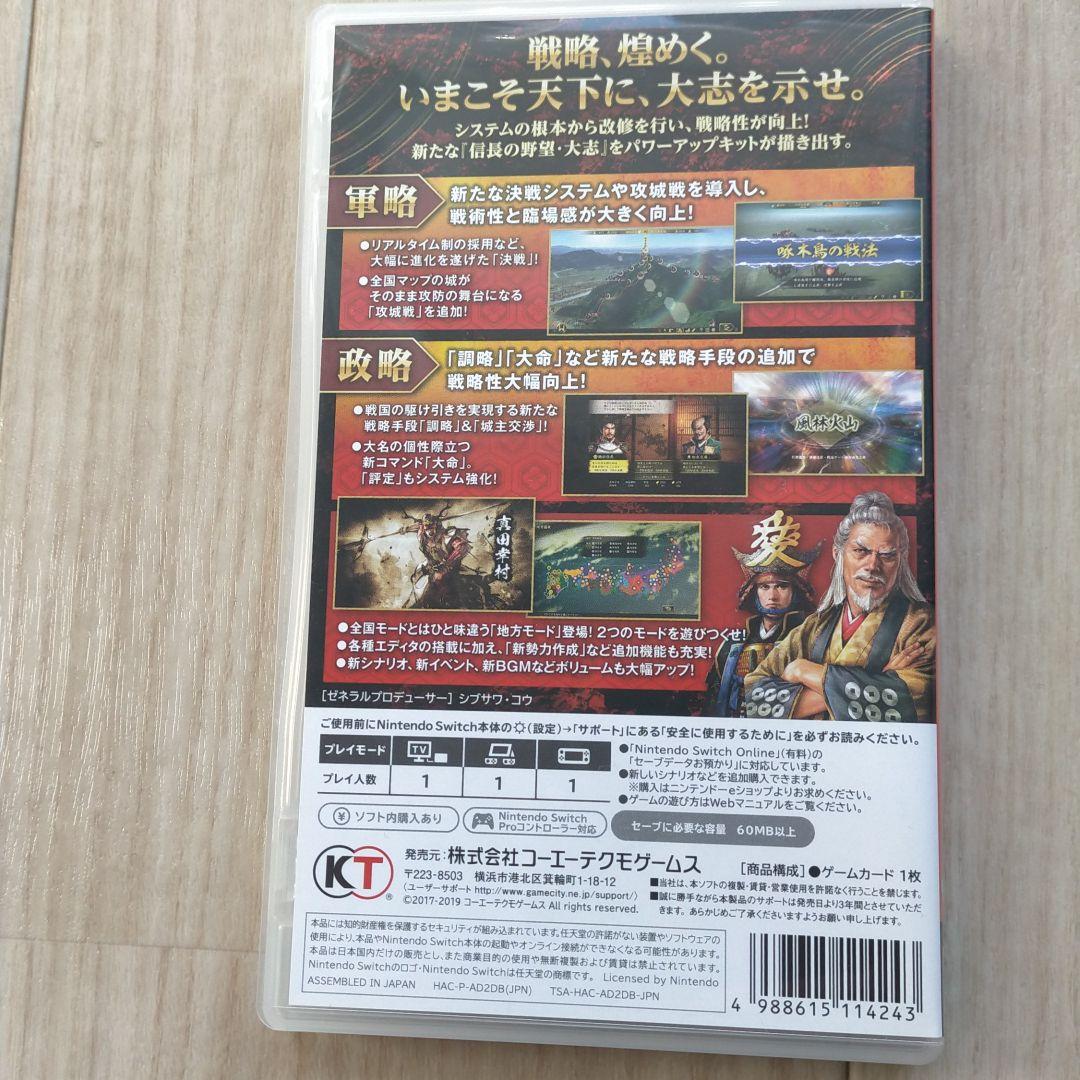 戦略、煌めく。
いまこそ天下に、大志を示せ。
システムの根本から改修を行い、戦略性が向上!
新たな『信長の野望・大志』をパワーアップキットが描き出す。
軍略
新たな決戦システムや攻城戦を導入し、
戦術性と臨場感が大きく向上!
●リアルタイム制の採用など、
大幅に進化を遂げた「決戦」!
●全国マップの城が
そのまま攻防の舞台になる
「攻城戦」を追加!
啄木鳥の戦法
政略
「調略」「大命」など新たな戦略手段の追加で
戦略性大幅向上!
●戦国の駆け引きを実現する新たな
戦略手段「調略」&「城主交渉」!
●大名の個性際立つ
新コマンド「大命」。
「評定」もシステム強化!
風林火山
真田幸村
愛
●全国モードとはひと味違う「地方モード」登場! 2つのモードを遊びつくせ!
●各種エディタの搭載に加え、「新勢力作成」など追加機能も充実!
●新シナリオ、新イベント、新BGMなどボリュームも大幅アップ!
[ゼネラルプロデューサー] シブサワ・コウ
ご使用前にNintendo Switch本体の(設定)→「サポート」にある「安全に使用するために」を必ずお読みください。
プレイモード
TV
プレイ人数
1
1
1
●「Nintendo Switch Online」(有料)の
「セーブデータお預かり」に対応しています。
●新しいシナリオなどを追加購入できます。
※購入はニンテンドーeショップよりお求めください。
●ゲームの遊び方はWebマニュアルをご覧ください。
¥ ソフト内購入あり
Nintendo Switch
Proコントローラー対応
セーブに必要な容量 60MB以上
KT
®
発売元: 株式会社コーエーテクモゲームス
〒223-8503 横浜市港北区箕輪町1-18-12
(ユーザーサポート http://www.gamecity.ne.jp/support/)
©2017-2019 コーエーテクモゲームス All rights reserved.
[商品構成] ●ゲームカード 1枚
■当社は、本ソフトの複製・賃貸・営業使用を許諾なく行うことを禁じます。
■誠に勝手ながら本製品のサポートは発売日より3年間とさせていただ
きます。あらかじめご了承くださいますようお願い申し上げます。
本品には知的財産権を保護するセキュリティが組み込まれています。任天堂の許諾がない装置やソフトウェアの
使用により、本品やNintendo Switch本体の起動やオンライン接続ができなくなる可能性があります。
本品は日本国内だけの販売とし、また商業目的の使用や無断複製および賃貸は禁止されています。
Nintendo Switchのロゴ・Nintendo Switchは任天堂の商標です。 Licensed by Nintendo
ASSEMBLED IN JAPAN HAC-P-AD2DB(JPN) TSA-HAC-AD2DB-JPN
4 988615 114243